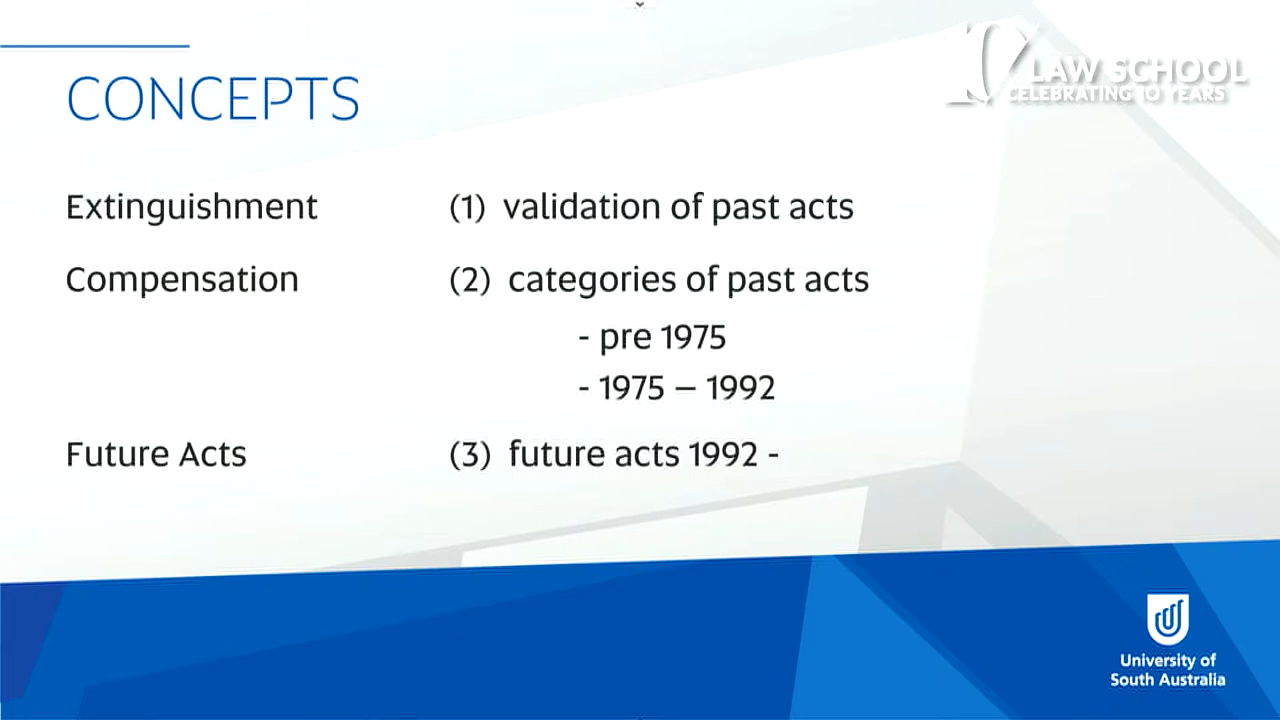 10 LAW SCHOOL
CELEBRATING 10 YEARS
CONCEPTS
Extinguishment (1) validation of past acts
Compensation (2) categories of past acts
- pre 1975
- 1975 – 1992
Future Acts (3) future acts 1992 -
University of
South Australia